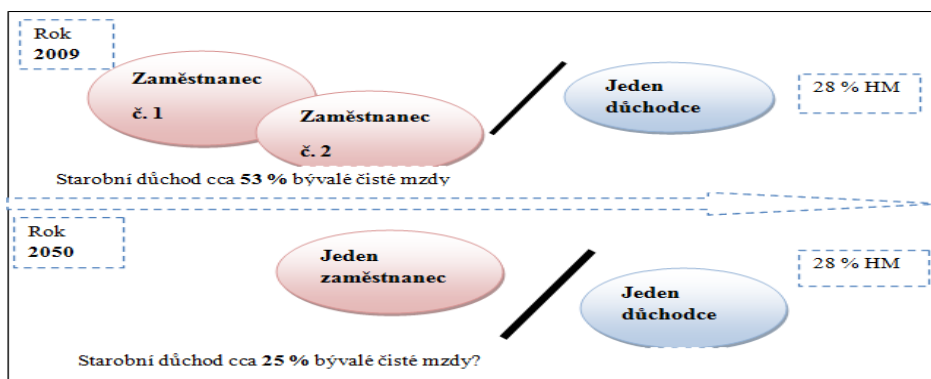 Rok
2009
Zaměstnanec
č. 1
Zaměstnanec
č. 2
Jeden
důchodce
28 % HM
Starobní důchod cca 53 % bývalé čisté mzdy
Rok
2050
Jeden
zaměstnanec
Jeden
důchodce
28 % HM
Starobní důchod cca 25 % bývalé čisté mzdy?